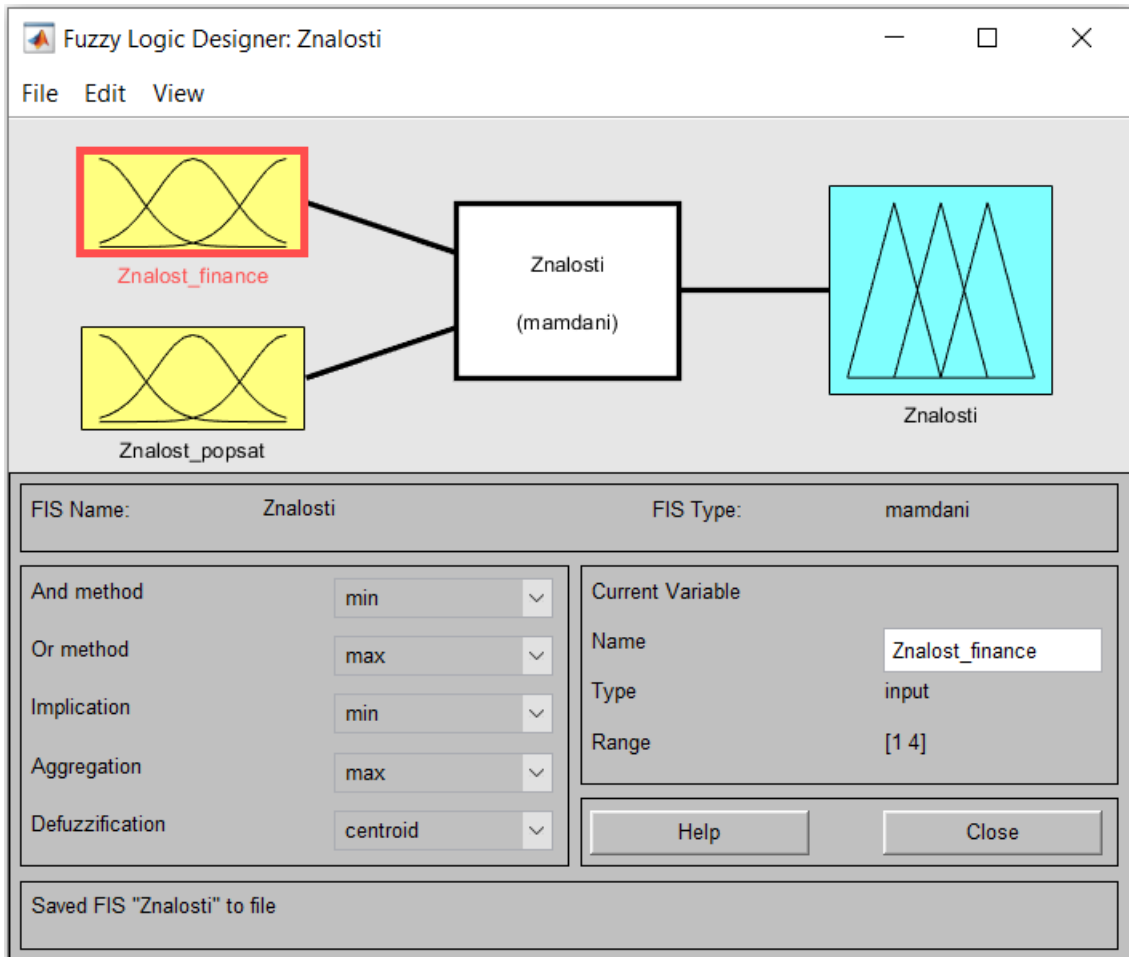 Fuzzy Logic Designer: Znalosti
File Edit View
Znalost_finance
Znalost_popsat
Znalosti
(mamdani)
Znalosti
FIS Name: Znalosti FIS Type: mamdani
And method min
Or method max
Implication min
Aggregation max
Defuzzification centroid
Current Variable
Name Znalost_finance
Type input
Range [1 4]
Help Close
Saved FIS "Znalosti" to file